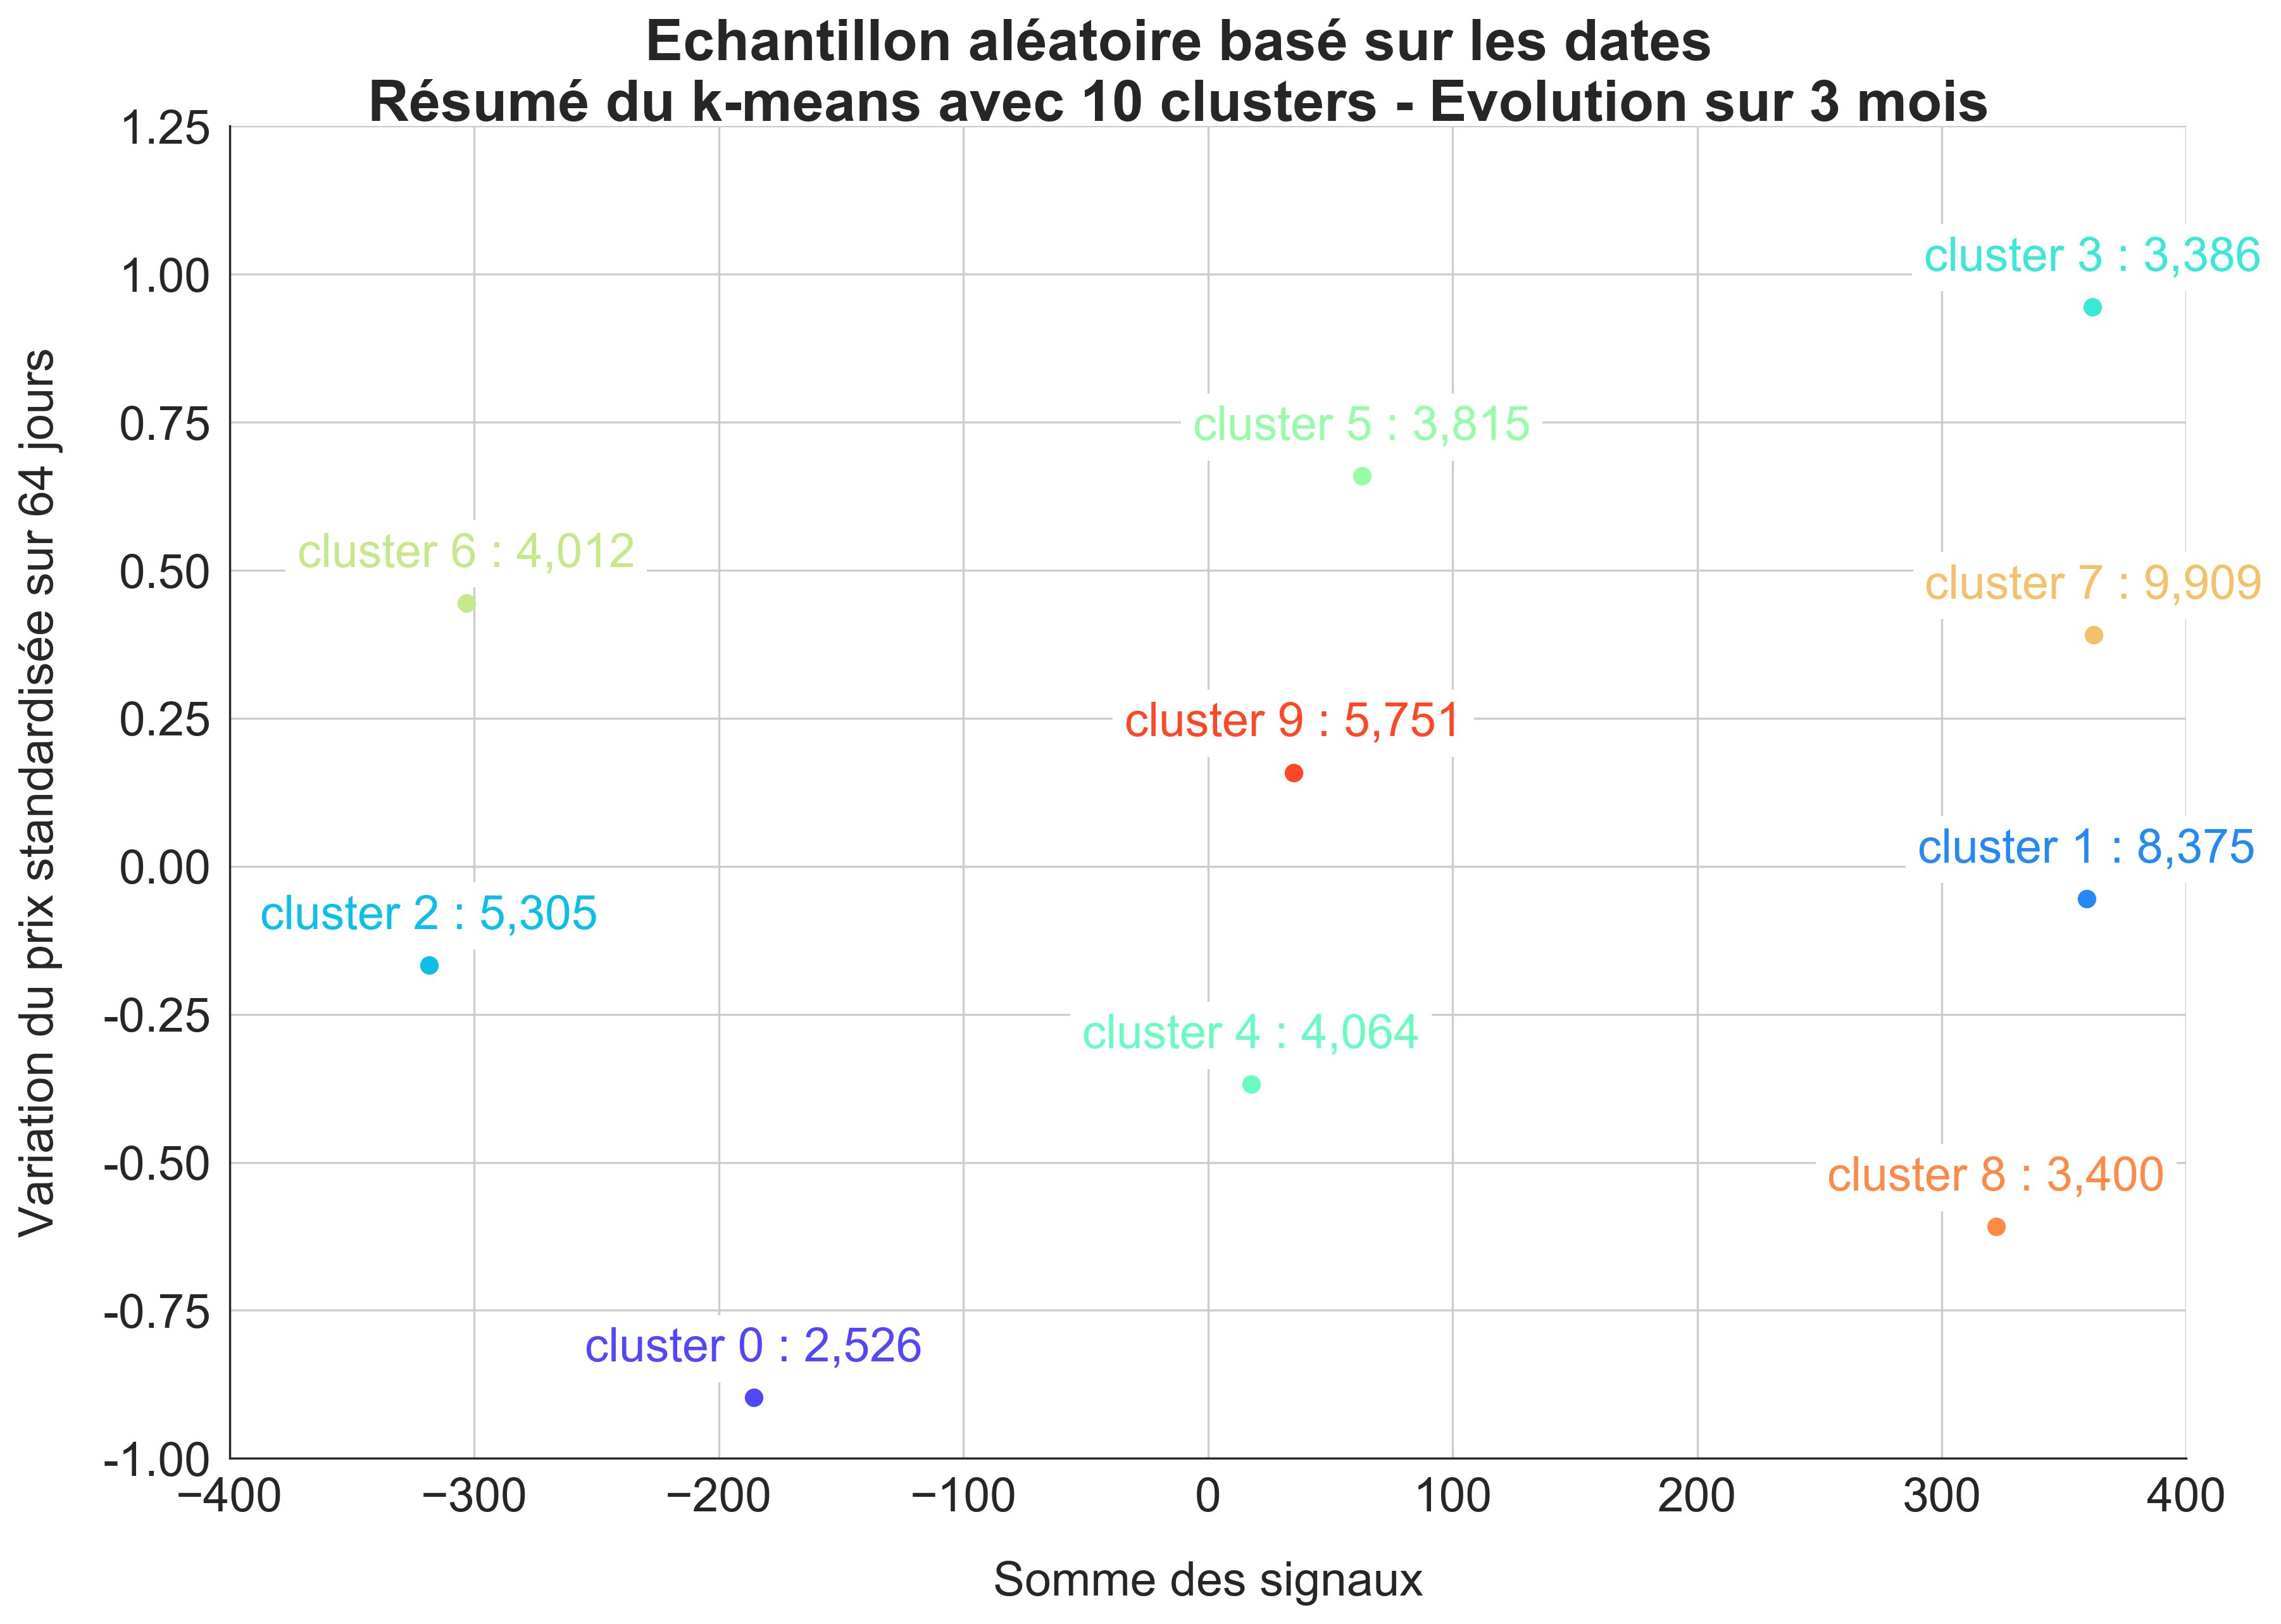 Echantillon aléatoire basé sur les dates
Résumé du k-means avec 10 clusters - Evolution sur 3 mois
Variation du prix standardisée sur 64 jours
1.25
1.00
0.75
0.50
0.25
0.00
-0.25
-0.50
-0.75
-1.00
cluster 3 : 3,386
cluster 5 : 3,815
cluster 6 : 4,012
cluster 7 : 9,909
cluster 9 : 5,751
cluster 1 : 8,375
cluster 2 : 5,305
cluster 4 : 4,064
cluster 8 : 3,400
cluster 0 : 2,526
−400 −300 −200 −100 0 100 200 300 400
Somme des signaux